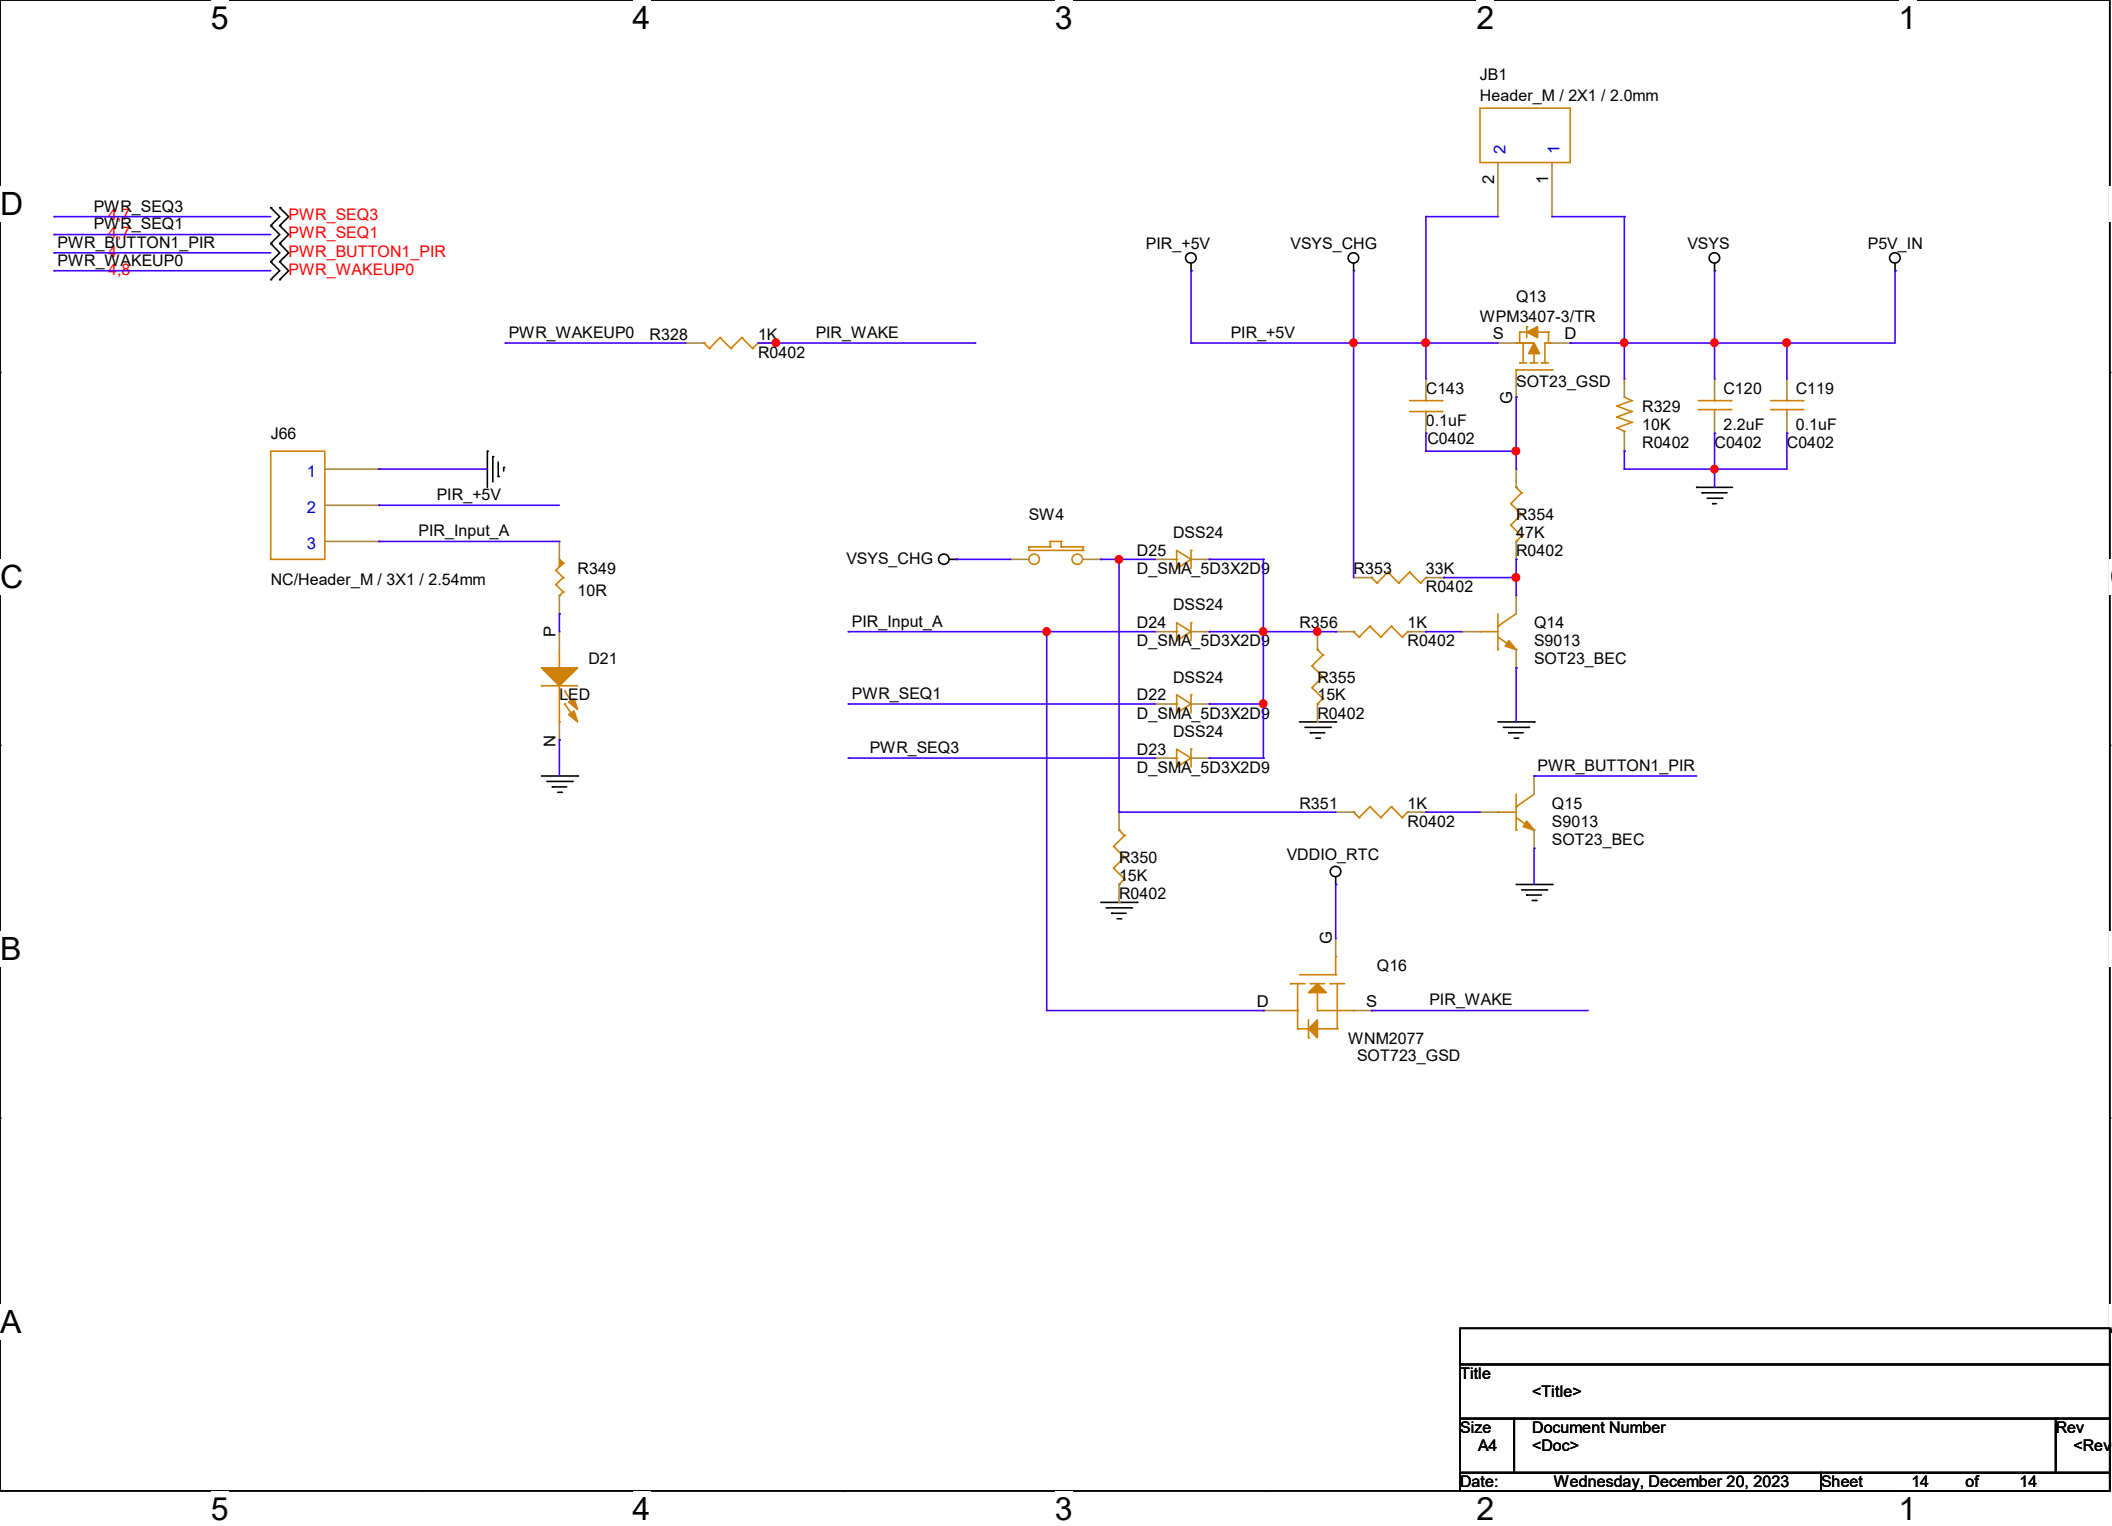 5 4 3 2 1
JB1
Header_M / 2X1 / 2.0mm
2 1
2 1
D
PWR_SEQ3 PWR_SEQ3
PWR_SEQ1 PWR_SEQ1
PWR_BUTTON1_PIR PWR_BUTTON1_PIR
PWR_WAKEUP0 4,8 PWR_WAKEUP0
PIR_+5V VSYS_CHG VSYS P5V_IN
Q13
WPM3407-3/TR
PWR_WAKEUP0 R328 1K PIR_WAKE
R0402
PIR_+5V S D
SOT23_GSD
G
C143
0.1uF
C0402
R329
10K
R0402
C120
2.2uF
C0402
C119
0.1uF
C0402
J66
1
2 PIR_+5V
3 PIR_Input_A
NC/Header_M / 3X1 / 2.54mm
R349
10R
P
D21
LED
N
C
SW4
VSYS_CHG
DSS24
D25
D_SMA_5D3X2D9
R354
47K
R0402
R353 33K
R0402
PIR_Input_A
DSS24
D24
D_SMA_5D3X2D9
R356 1K
R0402
Q14
S9013
SOT23_BEC
R355
15K
R0402
PWR_SEQ1
DSS24
D22
D_SMA_5D3X2D9
PWR_SEQ3
DSS24
D23
D_SMA_5D3X2D9
PWR_BUTTON1_PIR
R351 1K
R0402
Q15
S9013
SOT23_BEC
R350
15K
R0402
VDDIO_RTC
B
G
Q16
D S PIR_WAKE
WNM2077
SOT723_GSD
A
Title
<Title>
Size Document Number Rev
A4 <Doc> <Rev
Date: Wednesday, December 20, 2023 Sheet 14 of 14
5 4 3 2 1